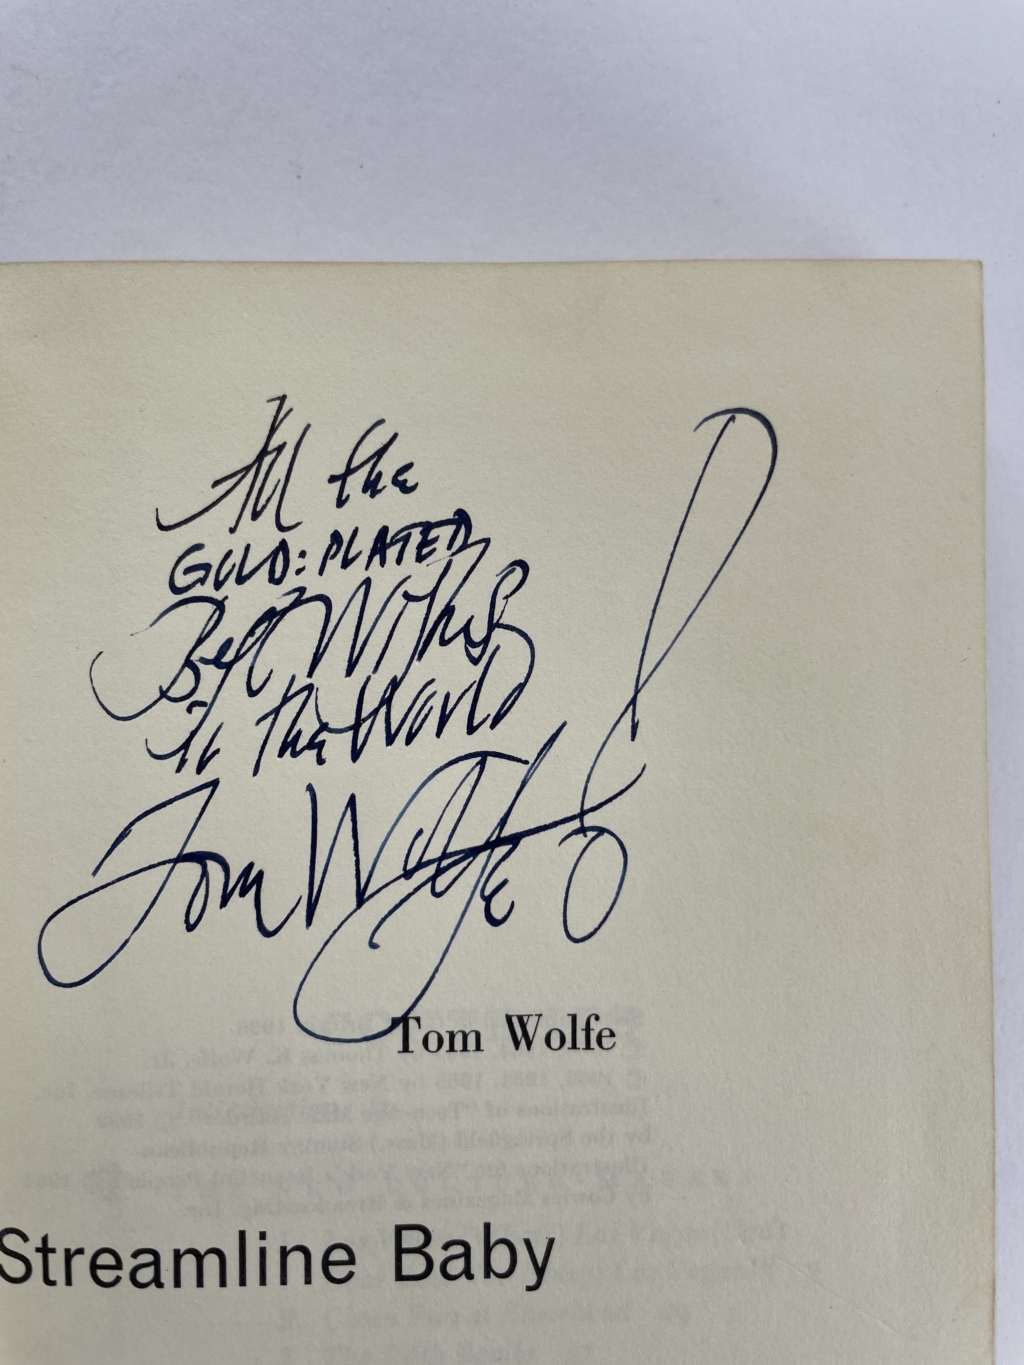 All the
GOLD:PLATED
Best Wishes
in the World
Tom Wolfe
Tom Wolfe
Streamline Baby